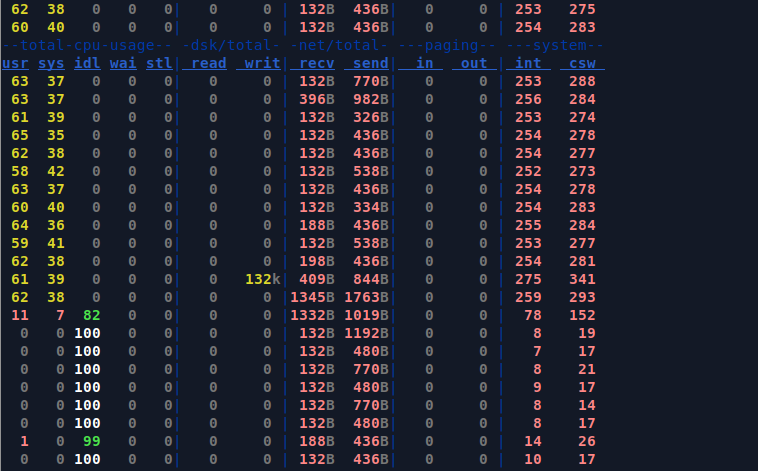 62  38   0   0   0|   0     0 | 132B  436B|   0     0 | 253   275
60  40   0   0   0|   0     0 | 132B  436B|   0     0 | 254   283
--total-cpu-usage-- -dsk/total- -net/total- ---paging-- ---system--
usr sys idl wai stl| read  writ| recv  send|  in   out | int   csw
63  37   0   0   0|   0     0 | 132B  770B|   0     0 | 253   288
63  37   0   0   0|   0     0 | 396B  982B|   0     0 | 256   284
61  39   0   0   0|   0     0 | 132B  326B|   0     0 | 253   274
65  35   0   0   0|   0     0 | 132B  436B|   0     0 | 254   278
62  38   0   0   0|   0     0 | 132B  436B|   0     0 | 254   277
58  42   0   0   0|   0     0 | 132B  538B|   0     0 | 252   273
63  37   0   0   0|   0     0 | 132B  436B|   0     0 | 254   278
60  40   0   0   0|   0     0 | 132B  334B|   0     0 | 254   283
64  36   0   0   0|   0     0 | 188B  436B|   0     0 | 255   284
59  41   0   0   0|   0     0 | 132B  538B|   0     0 | 253   277
62  38   0   0   0|   0     0 | 198B  436B|   0     0 | 254   281
61  39   0   0   0|   0   132k| 409B  844B|   0     0 | 275   341
62  38   0   0   0|   0     0 |1345B 1763B|   0     0 | 259   293
11   7  82   0   0|   0     0 |1332B 1019B|   0     0 |  78   152
0   0 100   0   0|   0     0 | 132B 1192B|   0     0 |   8    19
0   0 100   0   0|   0     0 | 132B  480B|   0     0 |   7    17
0   0 100   0   0|   0     0 | 132B  770B|   0     0 |   8    21
0   0 100   0   0|   0     0 | 132B  480B|   0     0 |   9    17
0   0 100   0   0|   0     0 | 132B  770B|   0     0 |   8    14
0   0 100   0   0|   0     0 | 132B  480B|   0     0 |   8    17
1   0  99   0   0|   0     0 | 188B  436B|   0     0 |  14    26
0   0 100   0   0|   0     0 | 132B  436B|   0     0 |  10    17